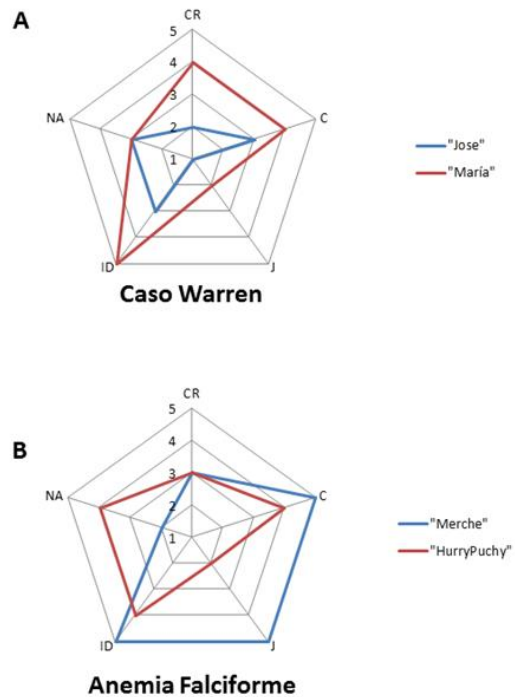 A
CR
5
4
3
2
1
NA
C
ID
J
"Jose"
"María"
Caso Warren
B
CR
5
4
3
2
1
NA
C
ID
J
"Merche"
"HurryPuchy"
Anemia Falciforme